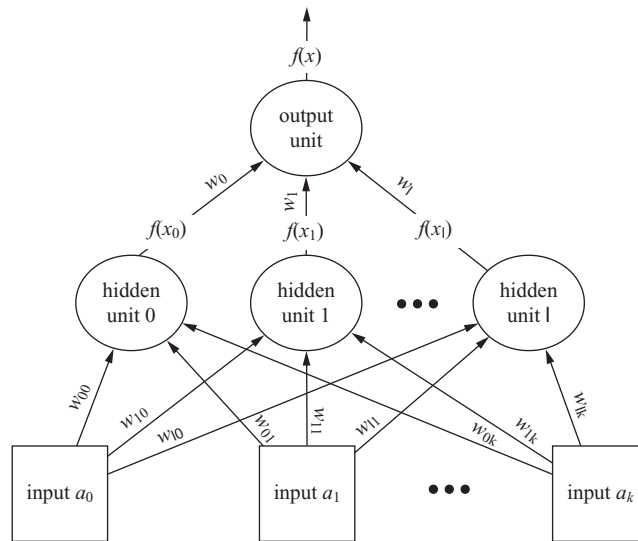 f(x)
output
unit
w₀
w₁
wₗ
f(x₀)
f(x₁)
f(xₗ)
hidden
unit 0
hidden
unit 1
hidden
unit l
w₀₀
w₁₀
wₗ₀
w₀₁
w₁₁
wₗ₁
w₀ₖ
w₁ₖ
wₗₖ
input a₀
input a₁
input aₖ